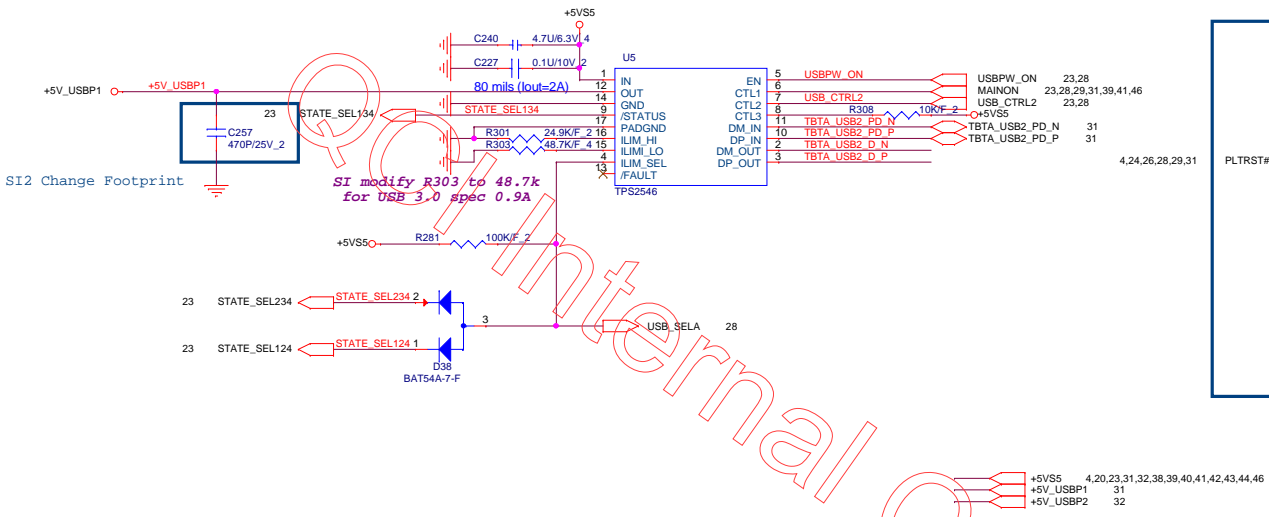 +5VS5
C240 4.7U/6.3V_4
C227 0.1U/10V_2
80 mils (Iout=2A)
+5V_USBP1
+5V_USBP1
23 STATE_SEL134
STATE_SEL134
C257
470P/25V_2
SI2 Change Footprint
R301 24.9K/F_2
R303 48.7K/F_4
SI modify R303 to 48.7k
for USB 3.0 spec 0.9A
U5
1 IN
12 OUT
14 GND
9 /STATUS
17 PADGND
16 ILIM_HI
15 ILIMI_LO
4 ILIM_SEL
13 /FAULT
EN 5
CTL1 6
CTL2 7
CTL3 8
DM_IN 11
DP_IN 10
DM_OUT 2
DP_OUT 3
TPS2546
USBPW_ON
USBPW_ON 23,28
MAINON 23,28,29,31,39,41,46
USB_CTRL2
USB_CTRL2 23,28
R308 10K/F_2
+5VS5
TBTA_USB2_PD_N
TBTA_USB2_PD_N 31
TBTA_USB2_PD_P
TBTA_USB2_PD_P 31
TBTA_USB2_D_N
TBTA_USB2_D_P
4,24,26,28,29,31 PLTRST#
+5VS5 R281 100K/F_2
23 STATE_SEL234 STATE_SEL234 2
3 USB_SELA 28
23 STATE_SEL124 STATE_SEL124 1
D38
BAT54A-7-F
+5VS5 4,20,23,31,32,38,39,40,41,42,43,44,46
+5V_USBP1 31
+5V_USBP2 32
QCI Internal